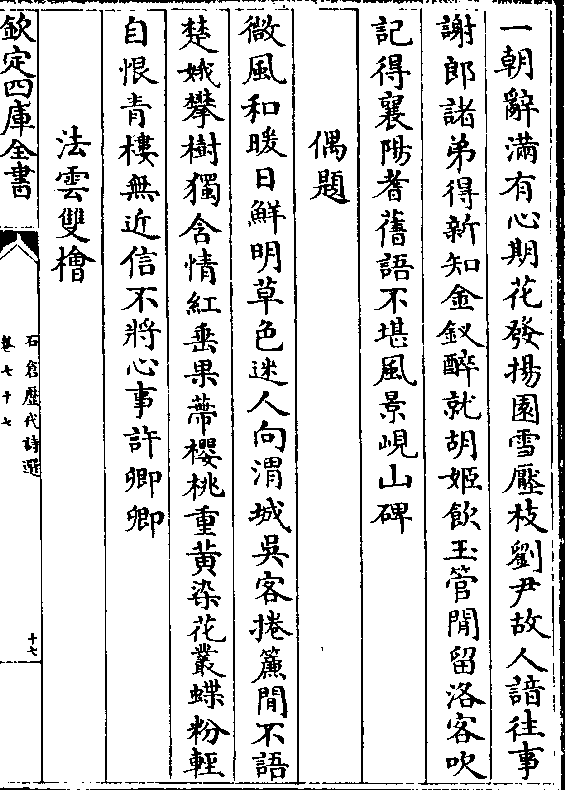 一朝辭滿有心期花發揚園雪壓枝劉尹故人諳往事
謝郎諸弟得新知金釵醉就胡姬飲玉管閒留洛客吹
記得襄陽耆舊語不堪風景峴山碑
偶題
微風和暖日鮮明草色迷人向渭城吳客捲簾閒不語
楚娥攀樹獨含情紅垂果蔕櫻桃重黄染花叢蝶粉輕
自恨青樓無近信不將心事許卿卿
法雲雙檜
欽定四庫全書
石倉歷代詩選
卷七十七
十七